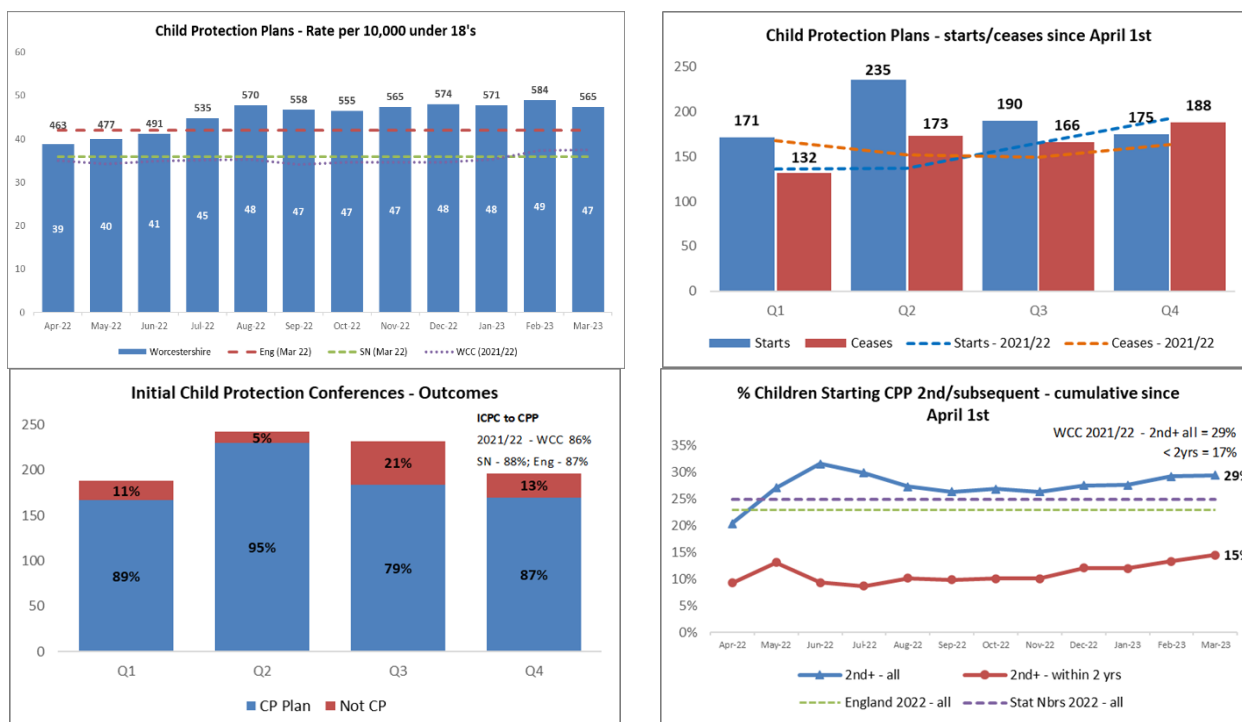 Child Protection Plans - Rate per 10,000 under 18's
60
50
40
30
20
10
0
463 477 491 535 570 558 555 565 574 571 584 565
39 40 41 45 48 47 47 47 48 48 49 47
Apr-22 May-22 Jun-22 Jul-22 Aug-22 Sep-22 Oct-22 Nov-22 Dec-22 Jan-23 Feb-23 Mar-23
Worcestershire Eng (Mar 22) SN (Mar 22) WCC (2021/22)
Child Protection Plans - starts/ceases since April 1st
250
200
150
100
50
0
171 132 235 173 190 166 175 188
Q1 Q2 Q3 Q4
Starts Ceases Starts - 2021/22 Ceases - 2021/22
Initial Child Protection Conferences - Outcomes
ICPC to CPP
2021/22 - WCC 86%
SN - 88%; Eng - 87%
250
200
150
100
50
0
11% 5% 21% 13%
89% 95% 79% 87%
Q1 Q2 Q3 Q4
CP Plan Not CP
% Children Starting CPP 2nd/subsequent - cumulative since
April 1st
WCC 2021/22 - 2nd+ all = 29%
< 2yrs = 17%
35%
30%
25%
20%
15%
10%
5%
0%
29%
15%
Apr-22 May-22 Jun-22 Jul-22 Aug-22 Sep-22 Oct-22 Nov-22 Dec-22 Jan-23 Feb-23 Mar-23
2nd+ - all 2nd+ - within 2 yrs
England 2022 - all Stat Nbrs 2022 - all